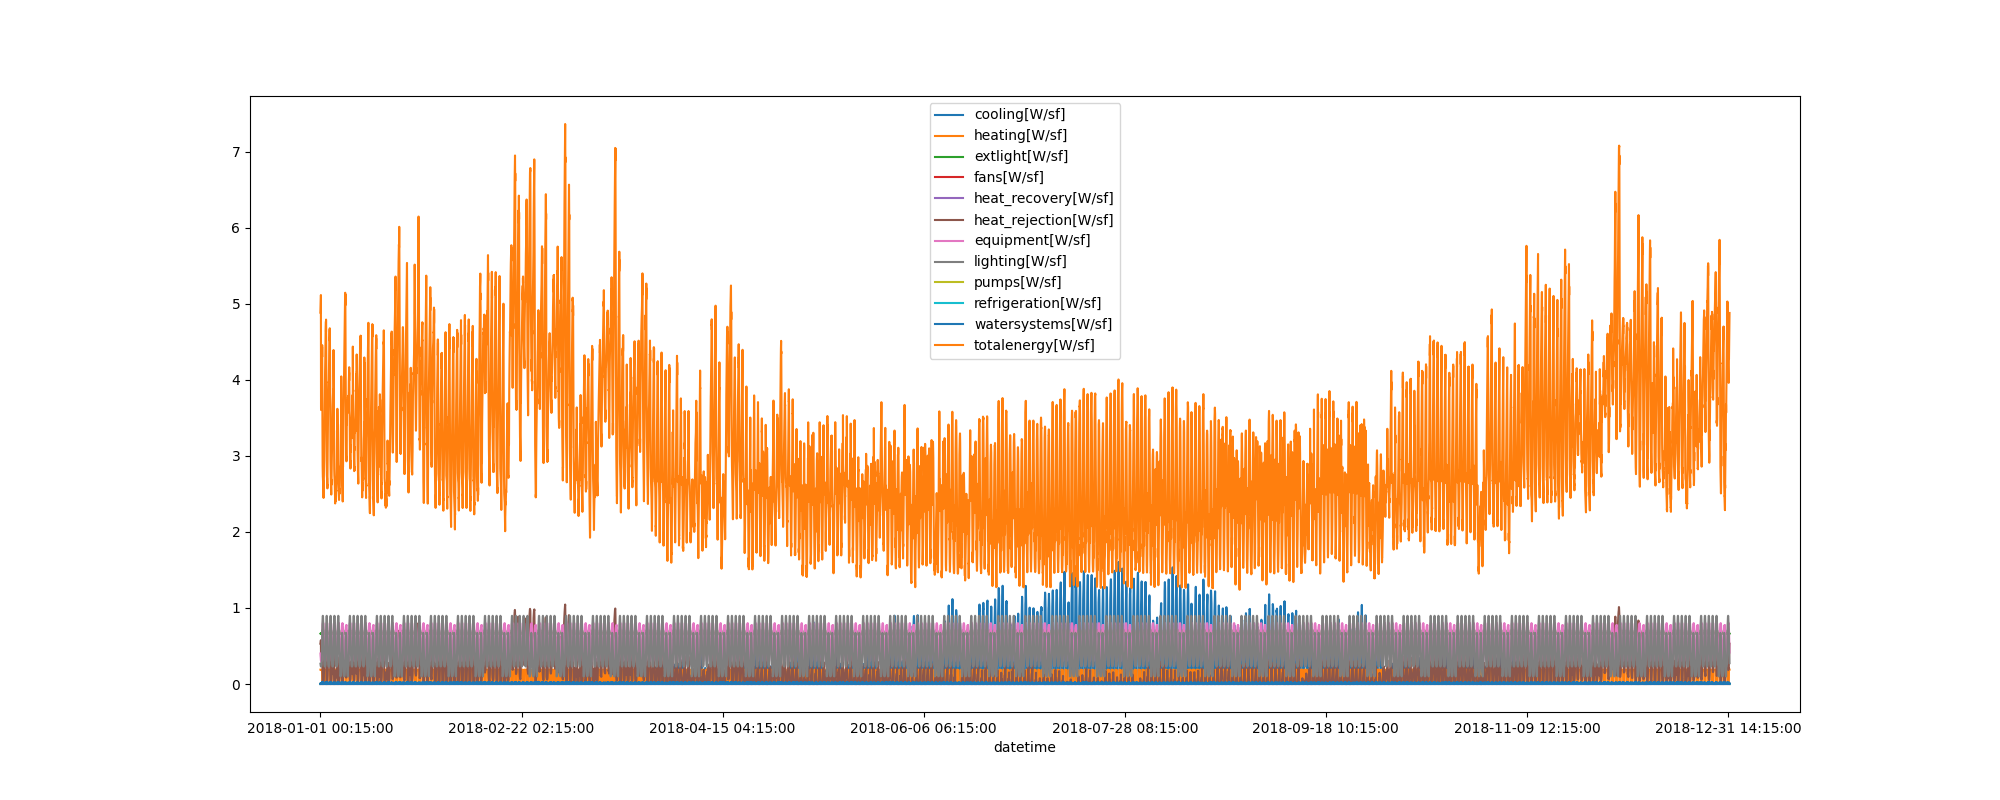 cooling[W/sf]
heating[W/sf]
extlight[W/sf]
fans[W/sf]
heat_recovery[W/sf]
heat_rejection[W/sf]
equipment[W/sf]
lighting[W/sf]
pumps[W/sf]
refrigeration[W/sf]
watersystems[W/sf]
totalenergy[W/sf]
7
6
5
4
3
2
1
0
2018-01-01 00:15:00 2018-02-22 02:15:00 2018-04-15 04:15:00 2018-06-06 06:15:00 2018-07-28 08:15:00 2018-09-18 10:15:00 2018-11-09 12:15:00 2018-12-31 14:15:00
datetime